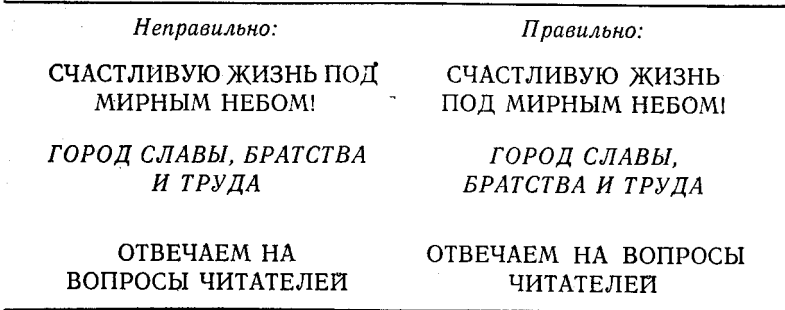 Неправильно:
СЧАСТЛИВУЮ ЖИЗНЬ ПОД
МИРНЫМ НЕБОМ!
ГОРОД СЛАВЫ, БРАТСТВА
И ТРУДА
ОТВЕЧАЕМ НА
ВОПРОСЫ ЧИТАТЕЛЕЙ
Правильно:
СЧАСТЛИВУЮ ЖИЗНЬ
ПОД МИРНЫМ НЕБОМ!
ГОРОД СЛАВЫ,
БРАТСТВА И ТРУДА
ОТВЕЧАЕМ НА ВОПРОСЫ
ЧИТАТЕЛЕЙ